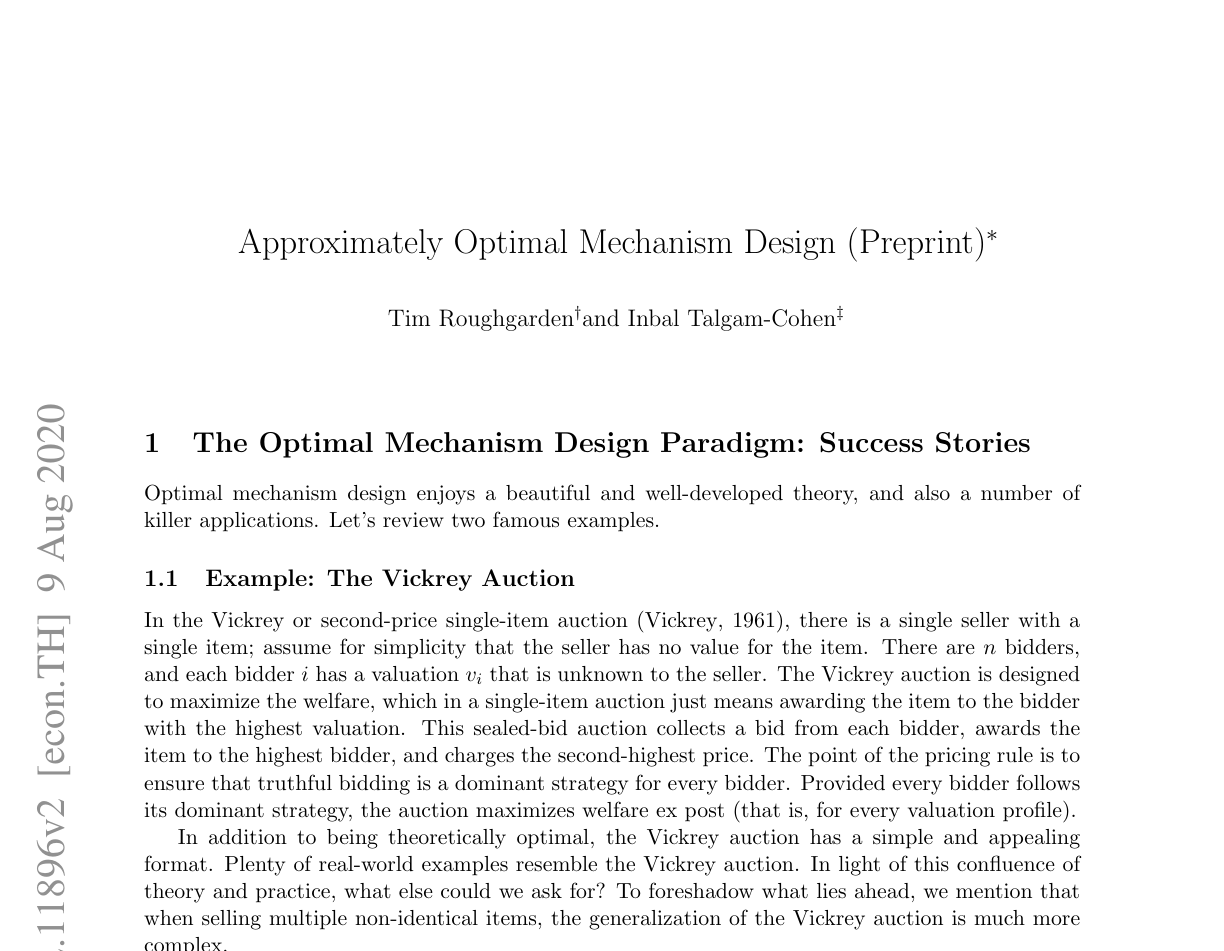 Approximately Optimal Mechanism Design (Preprint)*
Tim Roughgarden†and Inbal Talgam-Cohen‡
1 The Optimal Mechanism Design Paradigm: Success Stories
Optimal mechanism design enjoys a beautiful and well-developed theory, and also a number of
killer applications. Let's review two famous examples.
1.1 Example: The Vickrey Auction
In the Vickrey or second-price single-item auction (Vickrey, 1961), there is a single seller with a
single item; assume for simplicity that the seller has no value for the item. There are n bidders,
and each bidder i has a valuation vᵢ that is unknown to the seller. The Vickrey auction is designed
to maximize the welfare, which in a single-item auction just means awarding the item to the bidder
with the highest valuation. This sealed-bid auction collects a bid from each bidder, awards the
item to the highest bidder, and charges the second-highest price. The point of the pricing rule is to
ensure that truthful bidding is a dominant strategy for every bidder. Provided every bidder follows
its dominant strategy, the auction maximizes welfare ex post (that is, for every valuation profile).
In addition to being theoretically optimal, the Vickrey auction has a simple and appealing
format. Plenty of real-world examples resemble the Vickrey auction. In light of this confluence of
theory and practice, what else could we ask for? To foreshadow what lies ahead, we mention that
when selling multiple non-identical items, the generalization of the Vickrey auction is much more
complex.
.11896v2 [econ.TH] 9 Aug 2020